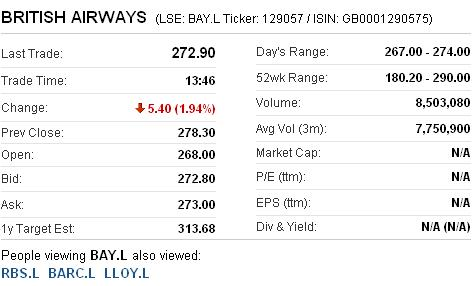 BRITISH AIRWAYS (LSE: BAY.L Ticker: 129057 / ISIN: GB0001290575)
Last Trade: 272.90
Trade Time: 13:46
Change: 5.40 (1.94%)
Prev Close: 278.30
Open: 268.00
Bid: 272.80
Ask: 273.00
1y Target Est: 313.68
Day's Range: 267.00 - 274.00
52wk Range: 180.20 - 290.00
Volume: 8,503,080
Avg Vol (3m): 7,750,900
Market Cap: N/A
P/E (ttm): N/A
EPS (ttm): N/A
Div & Yield: N/A (N/A)
People viewing BAY.L also viewed:
RBS.L BARC.L LLOY.L